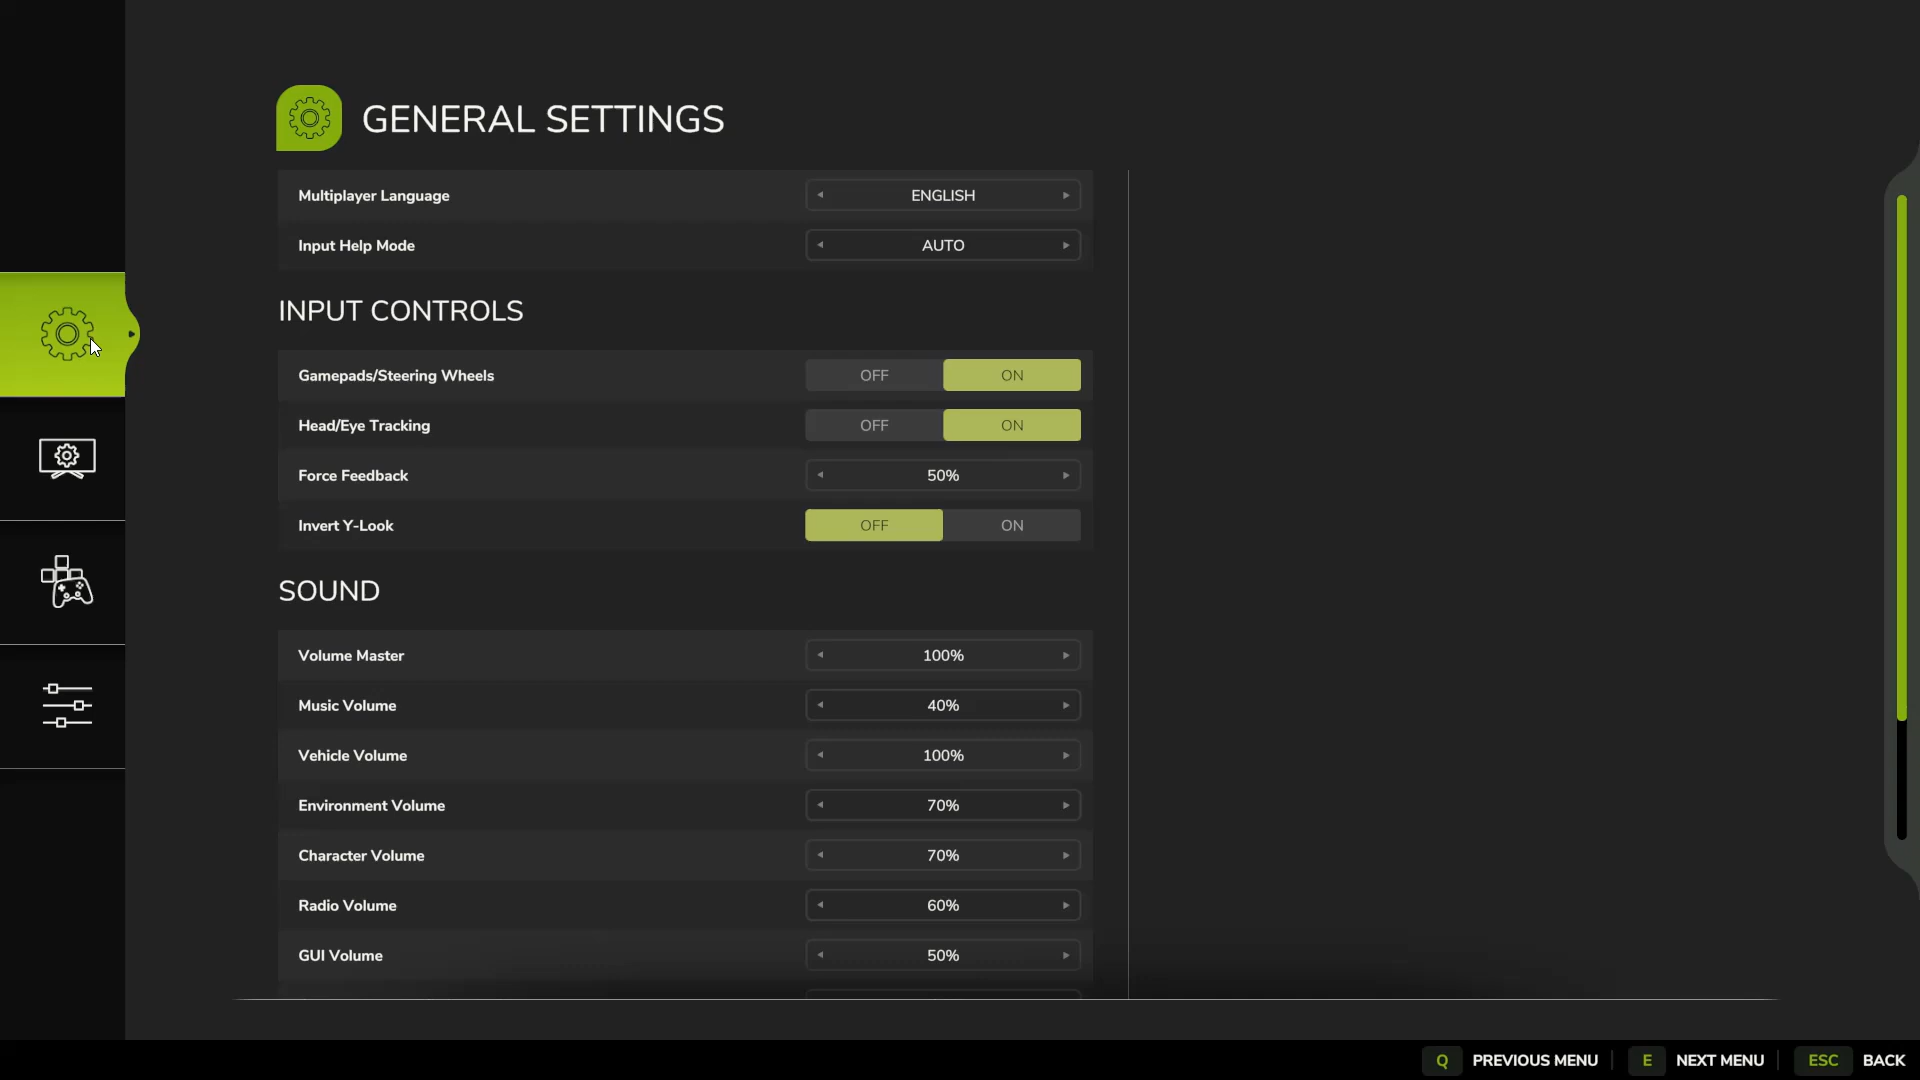 GENERAL SETTINGS
Multiplayer Language ENGLISH
Input Help Mode AUTO
INPUT CONTROLS
Gamepads/Steering Wheels OFF ON
Head/Eye Tracking OFF ON
Force Feedback 50%
Invert Y-Look OFF ON
SOUND
Volume Master 100%
Music Volume 40%
Vehicle Volume 100%
Environment Volume 70%
Character Volume 70%
Radio Volume 60%
GUI Volume 50%
Q PREVIOUS MENU E NEXT MENU ESC BACK